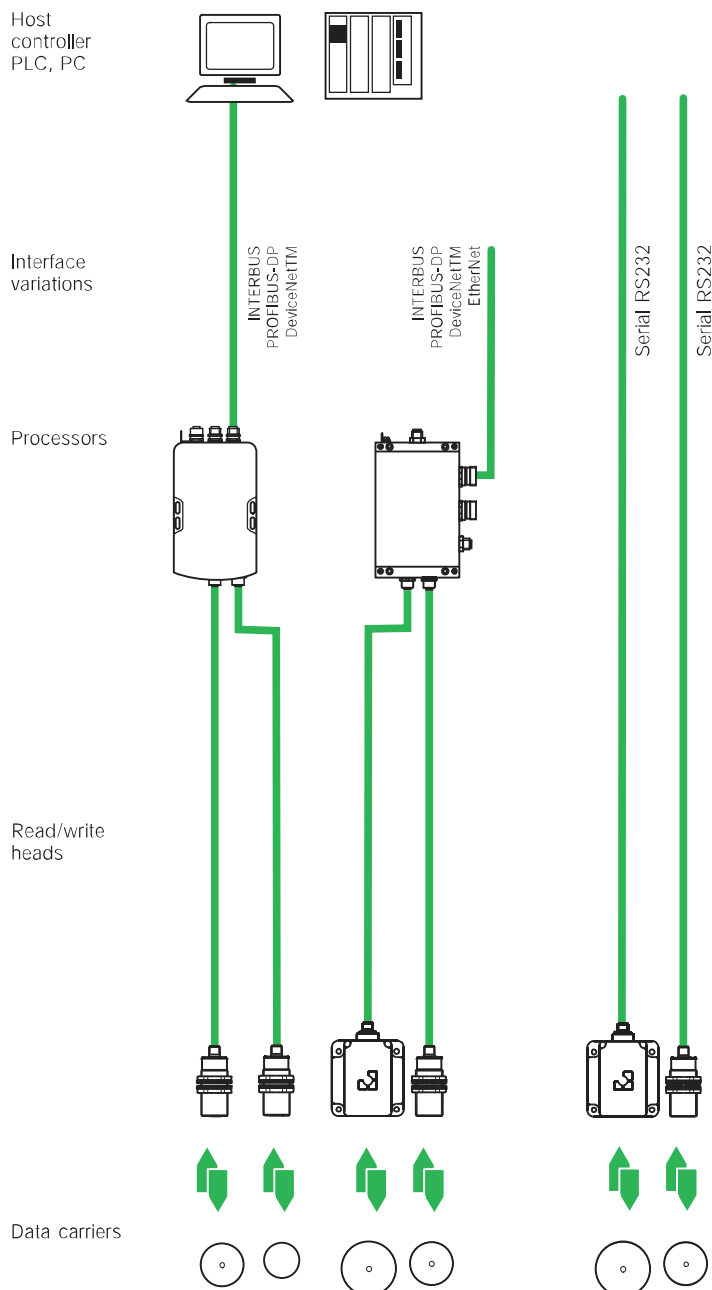 Host
controller
PLC, PC
Interface
variations
INTERBUS
PROFIBUS-DP
DeviceNetTM
INTERBUS
PROFIBUS-DP
DeviceNetTM
EtherNet
Serial RS232
Serial RS232
Processors
Read/write
heads
Data carriers